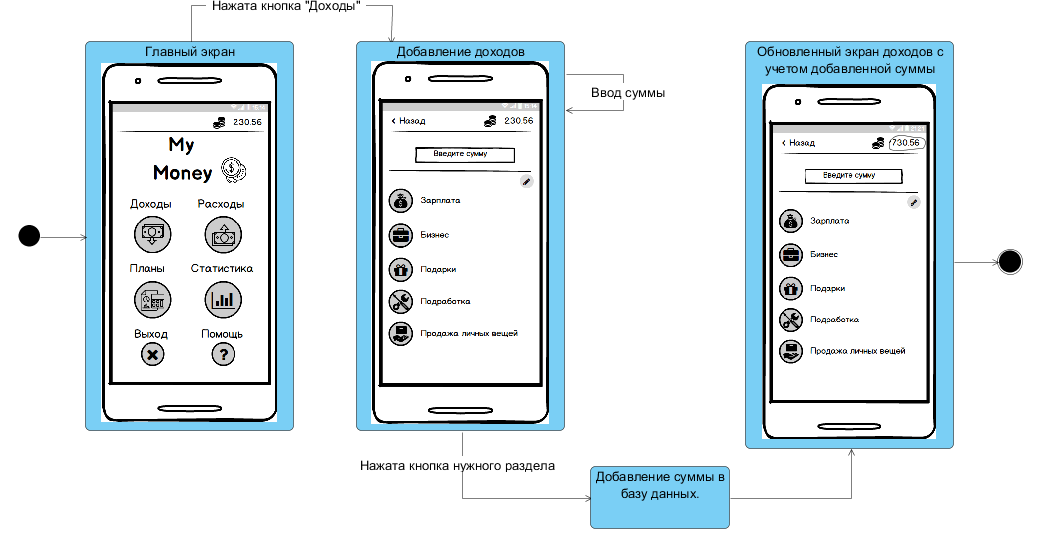 Нажата кнопка "Доходы"
Главный экран
230.56
My
Money
Доходы
Расходы
Планы
Статистика
Выход
Помощь
?
Добавление доходов
Назад
230.56
Введите сумму
Зарплата
Бизнес
Подарки
Подработка
Продажа личных вещей
Ввод суммы
Нажата кнопка нужного раздела
Добавление суммы в
базу данных.
Обновленный экран доходов с
учетом добавленной суммы
Назад
730.56
Введите сумму
Зарплата
Бизнес
Подарки
Подработка
Продажа личных вещей